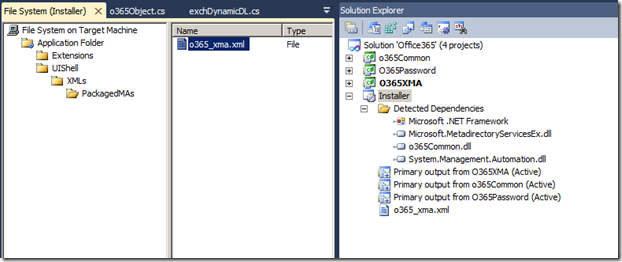 File System (Installer) X
o365Object.cs
exchDynamicDL.cs
File System on Target Machine
Application Folder
Extensions
UIShell
XMLs
PackagedMAs
Name
Type
o365_xma.xml
File
Solution Explorer
Solution 'Office365' (4 projects)
o365Common
O365Password
O365XMA
Installer
Detected Dependencies
Microsoft .NET Framework
Microsoft.MetadirectoryServicesEx.dll
o365Common.dll
System.Management.Automation.dll
Primary output from O365XMA (Active)
Primary output from o365Common (Active)
Primary output from O365Password (Active)
o365_xma.xml